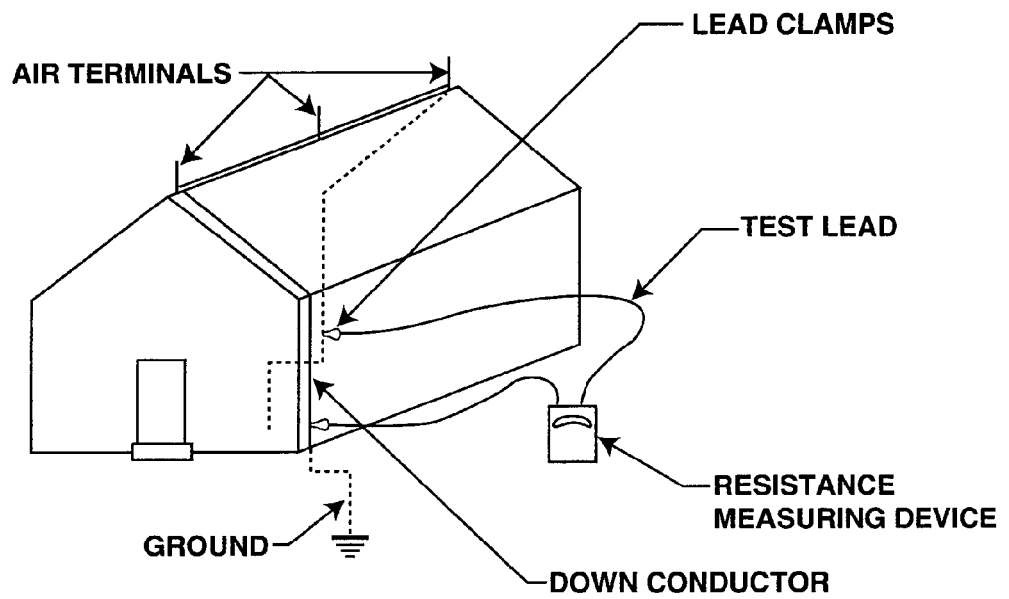 LEAD CLAMPS
AIR TERMINALS
TEST LEAD
RESISTANCE
MEASURING DEVICE
GROUND
DOWN CONDUCTOR